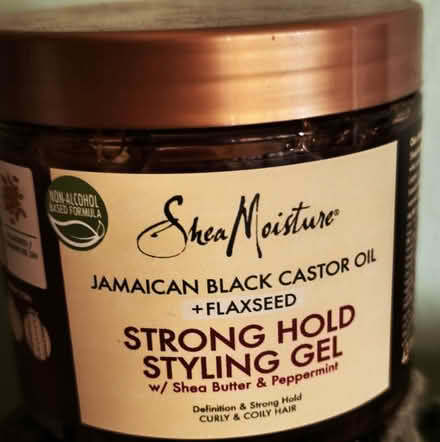 NON-ALCOHOL
BASED FORMULA
SheaMoisture®
JAMAICAN BLACK CASTOR OIL
+FLAXSEED
STRONG HOLD
STYLING GEL
w/ Shea Butter & Peppermint
Definition & Strong Hold
CURLY & COILY HAIR